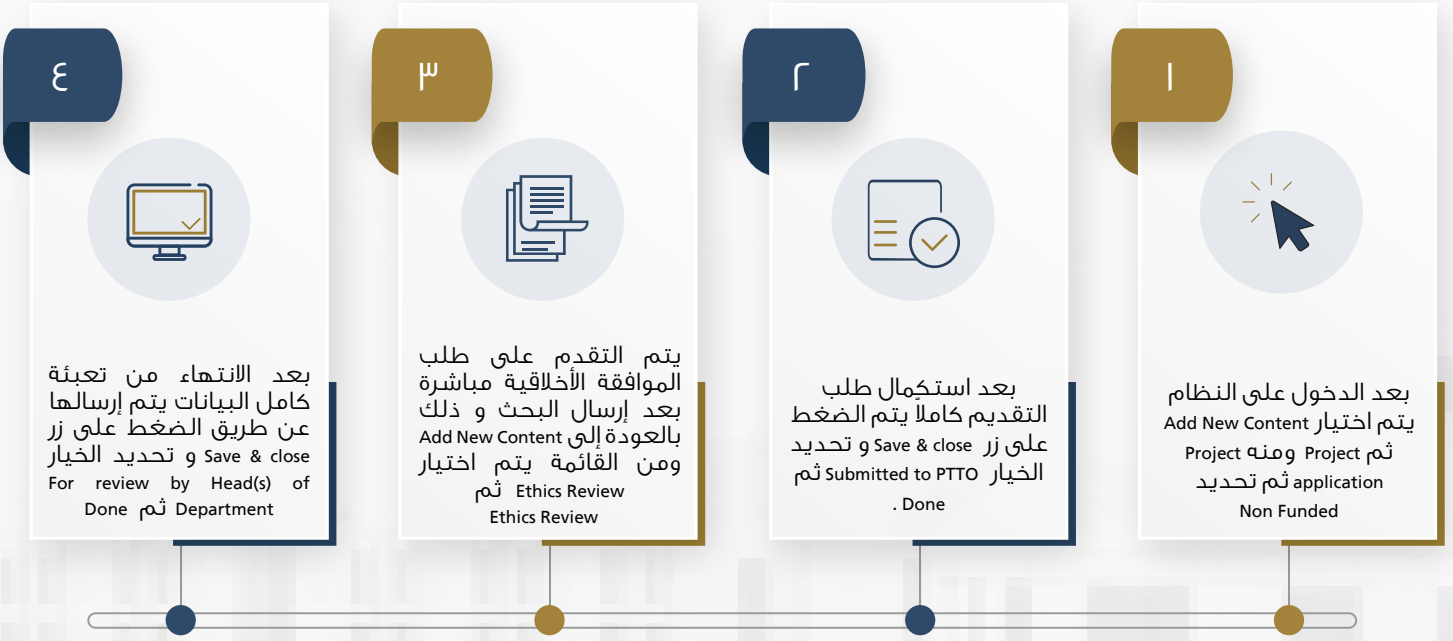 ١
بعد الدخول على النظام
يتم اختيار Add New Content
ثم Project ومنه Project
application ثم تحديد
Non Funded
٢
بعد استكمال طلب
التقديم كاملاً يتم الضغط
على زر Save & close و تحديد
الخيار Submitted to PTTO ثم
Done .
٣
يتم التقدم على طلب
الموافقة الأخلاقية مباشرة
بعد إرسال البحث و ذلك
بالعودة إلى Add New Content
ومن القائمة يتم اختيار
Ethics Review ثم
Ethics Review
٤
بعد الانتهاء من تعبئة
كامل البيانات يتم إرسالها
عن طريق الضغط على زر
Save & close و تحديد الخيار
For review by Head(s) of
Department ثم Done